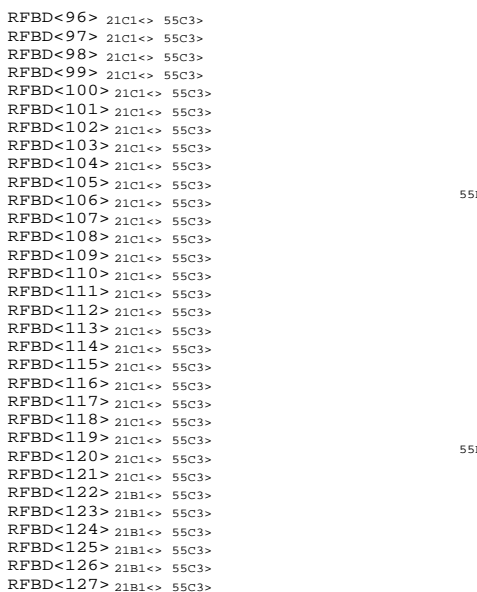 RFBD<96> 21C1<> 55C3>
RFBD<97> 21C1<> 55C3>
RFBD<98> 21C1<> 55C3>
RFBD<99> 21C1<> 55C3>
RFBD<100> 21C1<> 55C3>
RFBD<101> 21C1<> 55C3>
RFBD<102> 21C1<> 55C3>
RFBD<103> 21C1<> 55C3>
RFBD<104> 21C1<> 55C3>
RFBD<105> 21C1<> 55C3>
RFBD<106> 21C1<> 55C3>
RFBD<107> 21C1<> 55C3>
RFBD<108> 21C1<> 55C3>
RFBD<109> 21C1<> 55C3>
RFBD<110> 21C1<> 55C3>
RFBD<111> 21C1<> 55C3>
RFBD<112> 21C1<> 55C3>
RFBD<113> 21C1<> 55C3>
RFBD<114> 21C1<> 55C3>
RFBD<115> 21C1<> 55C3>
RFBD<116> 21C1<> 55C3>
RFBD<117> 21C1<> 55C3>
RFBD<118> 21C1<> 55C3>
RFBD<119> 21C1<> 55C3>
RFBD<120> 21C1<> 55C3>
RFBD<121> 21C1<> 55C3>
RFBD<122> 21B1<> 55C3>
RFBD<123> 21B1<> 55C3>
RFBD<124> 21B1<> 55C3>
RFBD<125> 21B1<> 55C3>
RFBD<126> 21B1<> 55C3>
RFBD<127> 21B1<> 55C3>